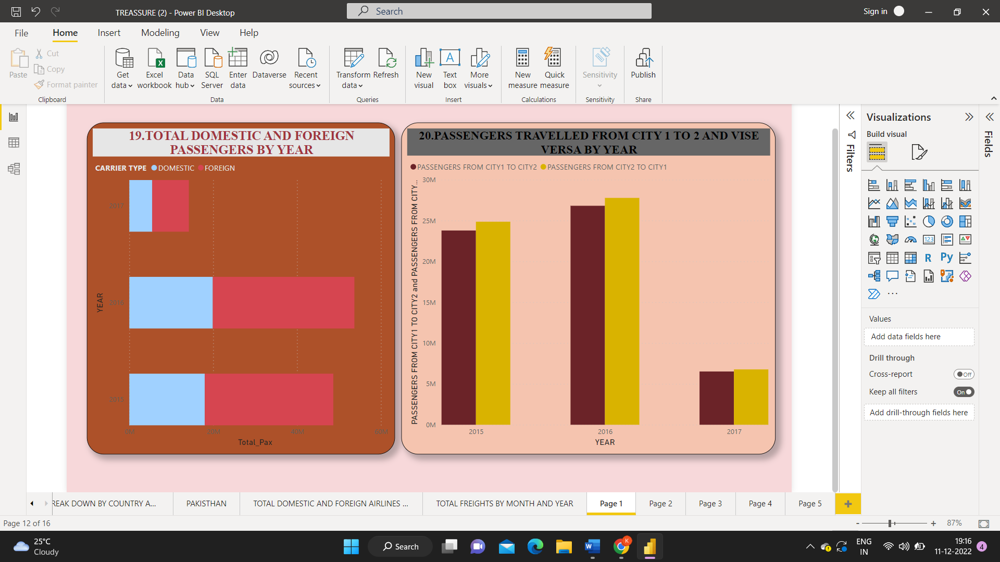 TREASSURE (2) - Power BI Desktop
Search
Sign in
File
Home
Insert
Modeling
View
Help
Paste
Cut
Copy
Format painter
Clipboard
Get data
Excel workbook
Data hub
SQL Server
Enter data
Dataverse
Recent sources
Data
Transform data
Refresh
Queries
New visual
Text box
More visuals
Insert
New measure
Quick measure
Calculations
Sensitivity
Sensitivity
Publish
Share
19.TOTAL DOMESTIC AND FOREIGN
PASSENGERS BY YEAR
CARRIER TYPE DOMESTIC FOREIGN
YEAR
2017
2016
2015
0M 20M 40M 60M
Total_Pax
20.PASSENGERS TRAVELLED FROM CITY 1 TO 2 AND VISE
VERSA BY YEAR
PASSENGERS FROM CITY1 TO CITY2 PASSENGERS FROM CITY2 TO CITY1
PASSENGERS FROM CITY1 TO CITY2 and PASSENGERS FROM CITY...
30M
25M
20M
15M
10M
5M
0M
2015 2016 2017
YEAR
Filters
Visualizations
Build visual
123
R
Py
...
Values
Add data fields here
Drill through
Cross-report
Off
Keep all filters
On
Add drill-through fields here
Fields
REAK DOWN BY COUNTRY A...
PAKISTHAN
TOTAL DOMESTIC AND FOREIGN AIRLINES ...
TOTAL FREIGHTS BY MONTH AND YEAR
Page 1
Page 2
Page 3
Page 4
Page 5
+
Page 12 of 16
- + 87%
25°C
Cloudy
Search
W
K
ENG
IN
19:16
11-12-2022
4